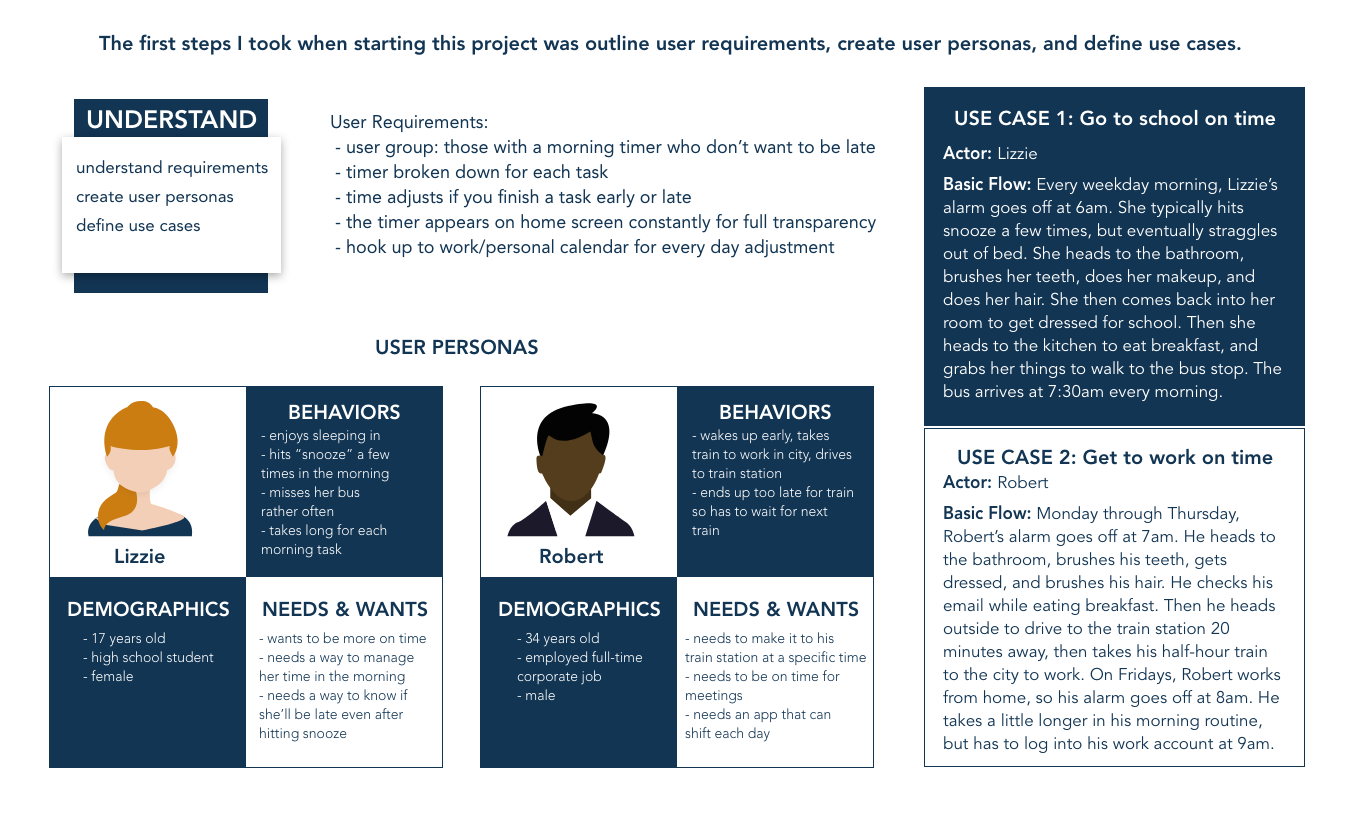 The first steps I took when starting this project was outline user requirements, create user personas, and define use cases.
UNDERSTAND
understand requirements
create user personas
define use cases
User Requirements:
- user group: those with a morning timer who don’t want to be late
- timer broken down for each task
- time adjusts if you finish a task early or late
- the timer appears on home screen constantly for full transparency
- hook up to work/personal calendar for every day adjustment
USER PERSONAS
Lizzie
BEHAVIORS
- enjoys sleeping in
- hits “snooze” a few
times in the morning
- misses her bus
rather often
- takes long for each
morning task
DEMOGRAPHICS
- 17 years old
- high school student
- female
NEEDS & WANTS
- wants to be more on time
- needs a way to manage
her time in the morning
- needs a way to know if
she’ll be late even after
hitting snooze
Robert
BEHAVIORS
- wakes up early, takes
train to work in city, drives
to train station
- ends up too late for train
so has to wait for next
train
DEMOGRAPHICS
- 34 years old
- employed full-time
corporate job
- male
NEEDS & WANTS
- needs to make it to his
train station at a specific time
- needs to be on time for
meetings
- needs an app that can
shift each day
USE CASE 1: Go to school on time
Actor: Lizzie
Basic Flow: Every weekday morning, Lizzie’s
alarm goes off at 6am. She typically hits
snooze a few times, but eventually straggles
out of bed. She heads to the bathroom,
brushes her teeth, does her makeup, and
does her hair. She then comes back into her
room to get dressed for school. Then she
heads to the kitchen to eat breakfast, and
grabs her things to walk to the bus stop. The
bus arrives at 7:30am every morning.
USE CASE 2: Get to work on time
Actor: Robert
Basic Flow: Monday through Thursday,
Robert’s alarm goes off at 7am. He heads to
the bathroom, brushes his teeth, gets
dressed, and brushes his hair. He checks his
email while eating breakfast. Then he heads
outside to drive to the train station 20
minutes away, then takes his half-hour train
to the city to work. On Fridays, Robert works
from home, so his alarm goes off at 8am. He
takes a little longer in his morning routine,
but has to log into his work account at 9am.